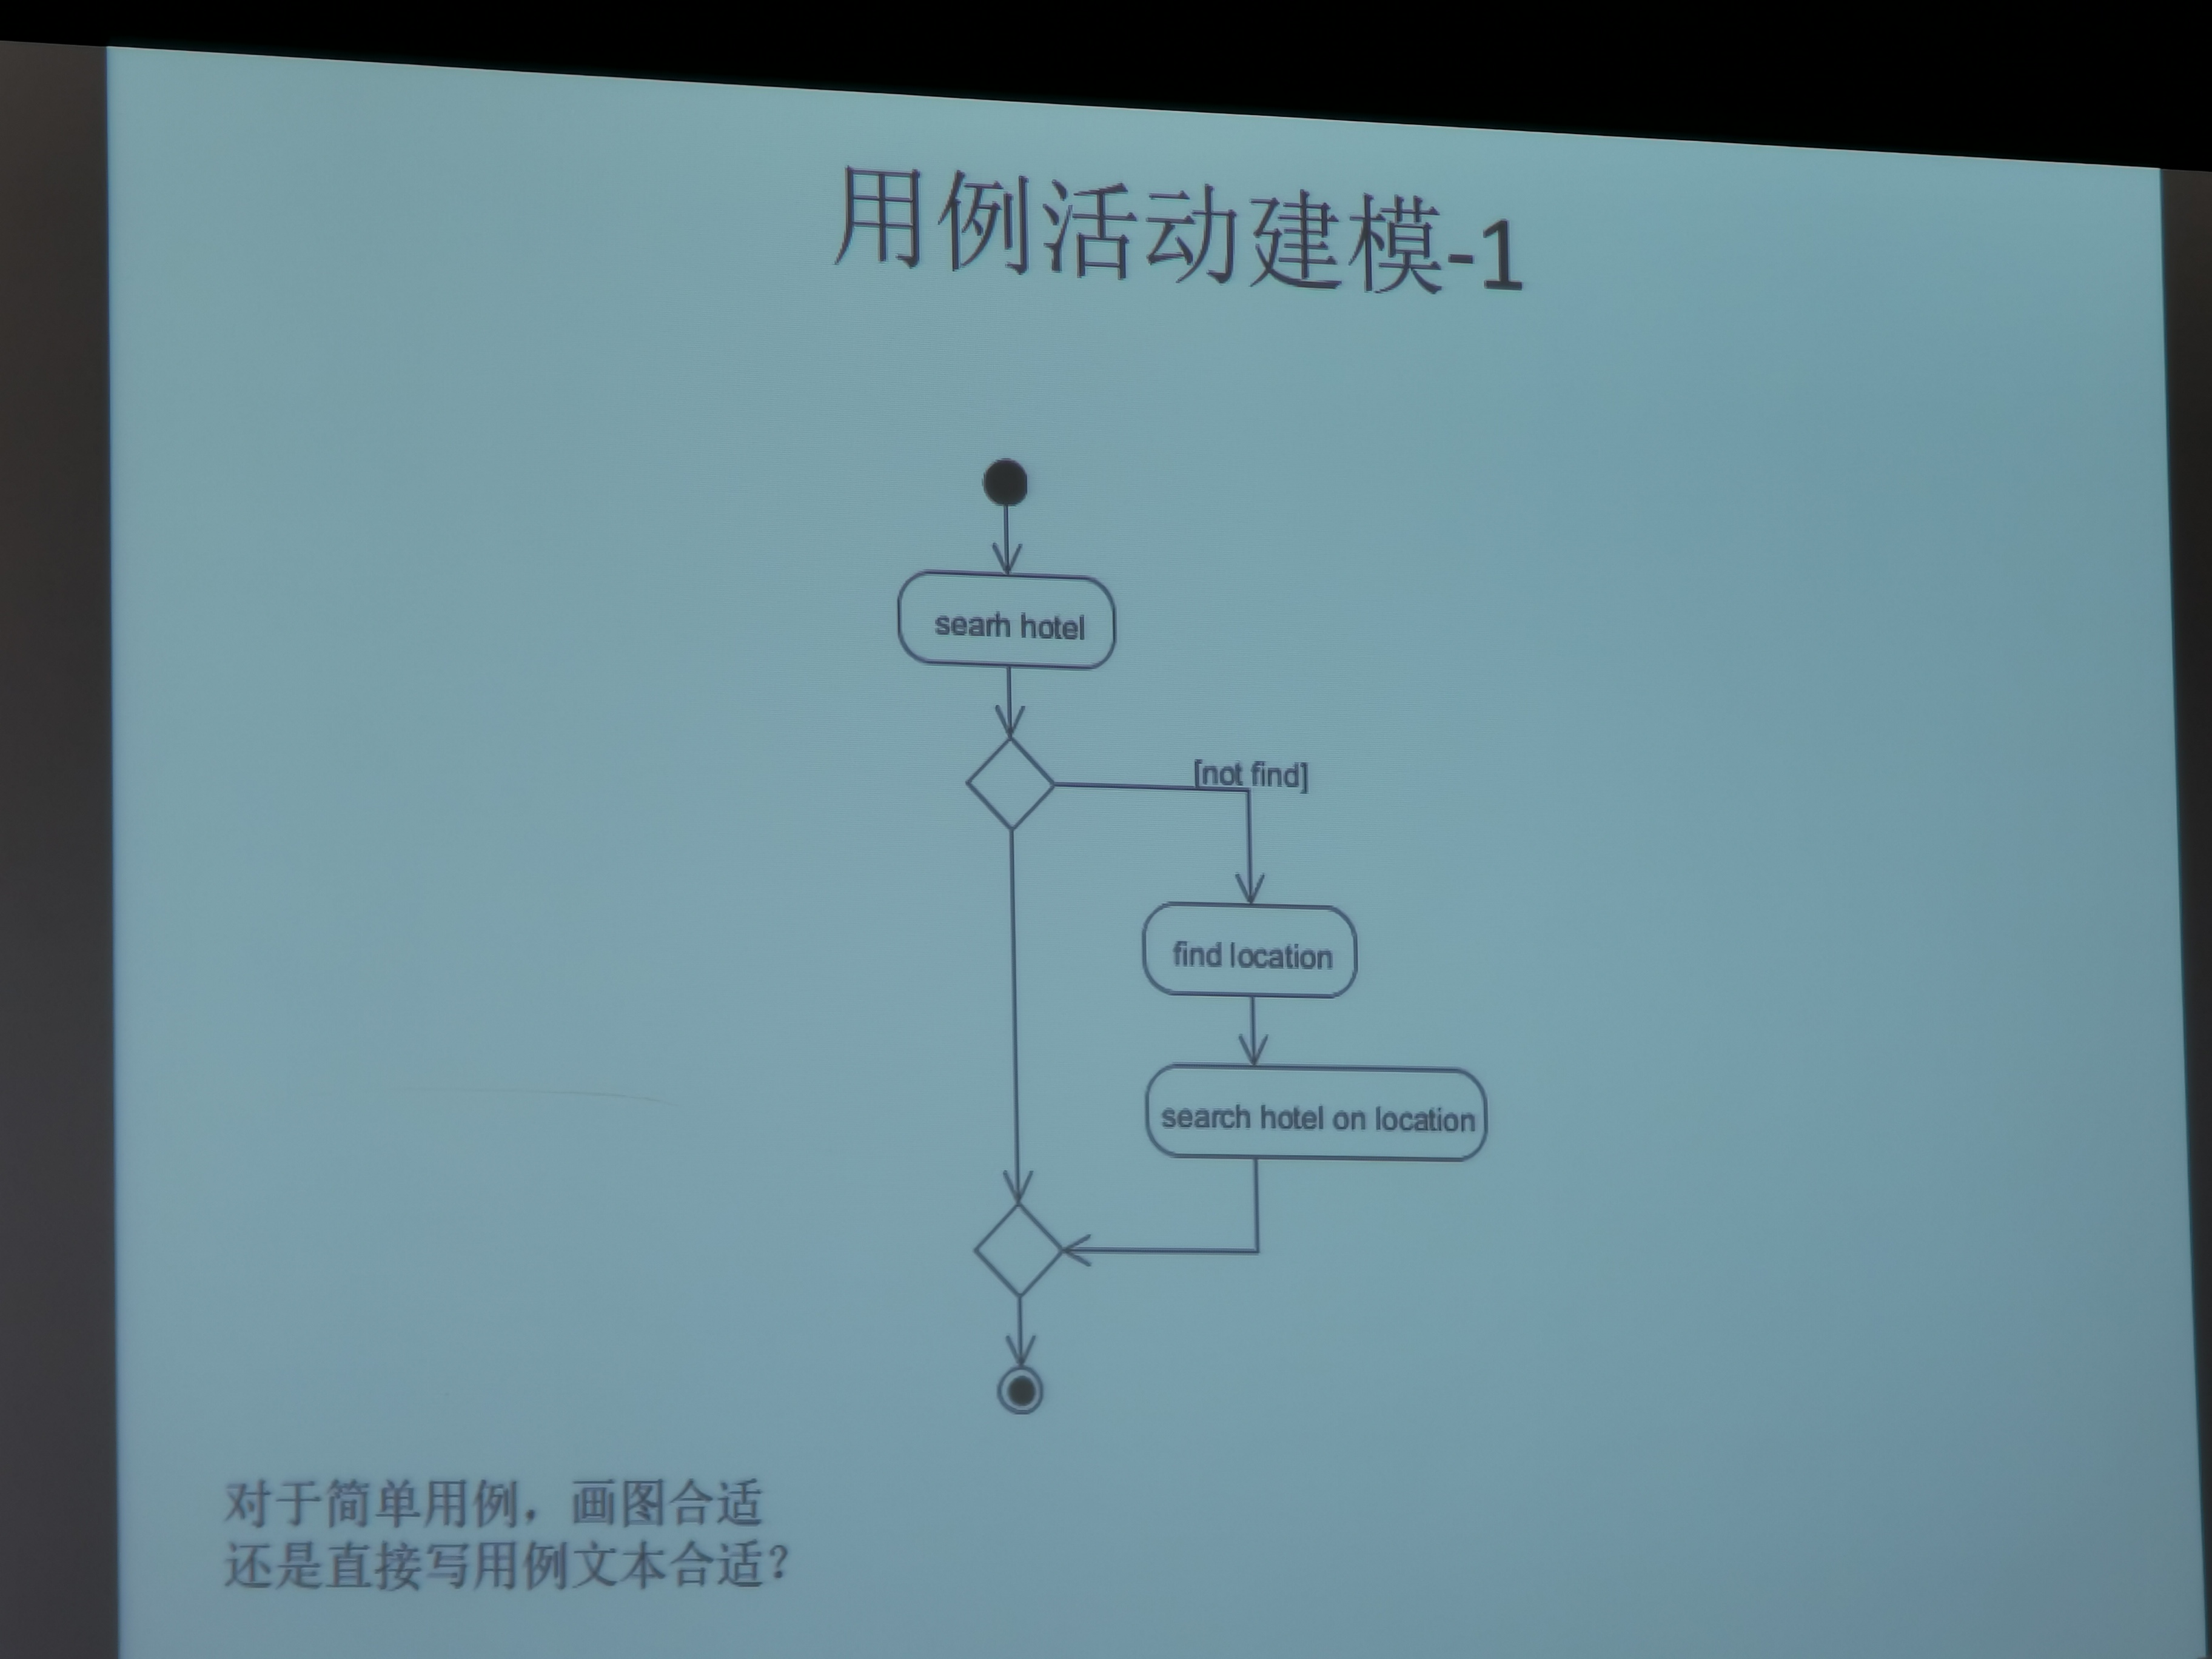 用例活动建模-1
searh hotel
[not find]
find location
search hotel on location
对于简单用例，画图合适
还是直接写用例文本合适？